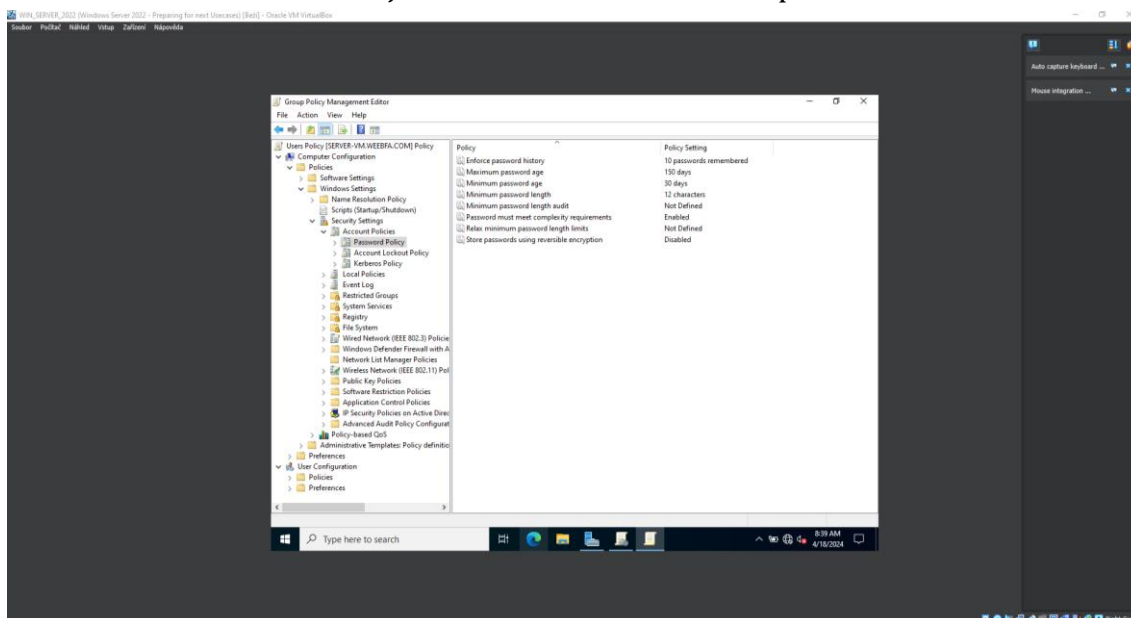 WIN_SERVER_2022 (Windows Server 2022 - Preparing for next Usecases) [Beží] - Oracle VM VirtualBox
Soubor Počítač Náhled Vstup Zařízení Nápověda
Auto capture keyboard ...
Mouse integration ...
Group Policy Management Editor
File Action View Help
Users Policy [SERVER-VM.WEEBFA.COM] Policy
Computer Configuration
Policies
Software Settings
Windows Settings
Name Resolution Policy
Scripts (Startup/Shutdown)
Security Settings
Account Policies
Password Policy
Account Lockout Policy
Kerberos Policy
Local Policies
Event Log
Restricted Groups
System Services
Registry
File System
Wired Network (IEEE 802.3) Policie
Windows Defender Firewall with A
Network List Manager Policies
Wireless Network (IEEE 802.11) Pol
Public Key Policies
Software Restriction Policies
Application Control Policies
IP Security Policies on Active Direc
Advanced Audit Policy Configurat
Policy-based QoS
Administrative Templates: Policy definitio
Preferences
User Configuration
Policies
Preferences
Policy Policy Setting
Enforce password history 10 passwords remembered
Maximum password age 150 days
Minimum password age 30 days
Minimum password length 12 characters
Minimum password length audit Not Defined
Password must meet complexity requirements Enabled
Relax minimum password length limits Not Defined
Store passwords using reversible encryption Disabled
Type here to search
8:39 AM
4/18/2024